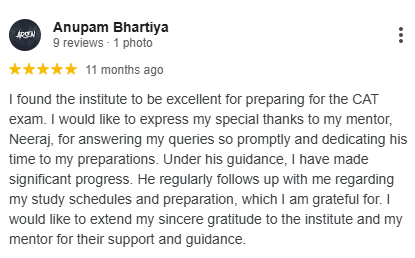 ARSEN
Anupam Bhartiya
9 reviews · 1 photo
11 months ago
I found the institute to be excellent for preparing for the CAT
exam. I would like to express my special thanks to my mentor,
Neeraj, for answering my queries so promptly and dedicating his
time to my preparations. Under his guidance, I have made
significant progress. He regularly follows up with me regarding
my study schedules and preparation, which I am grateful for. I
would like to extend my sincere gratitude to the institute and my
mentor for their support and guidance.